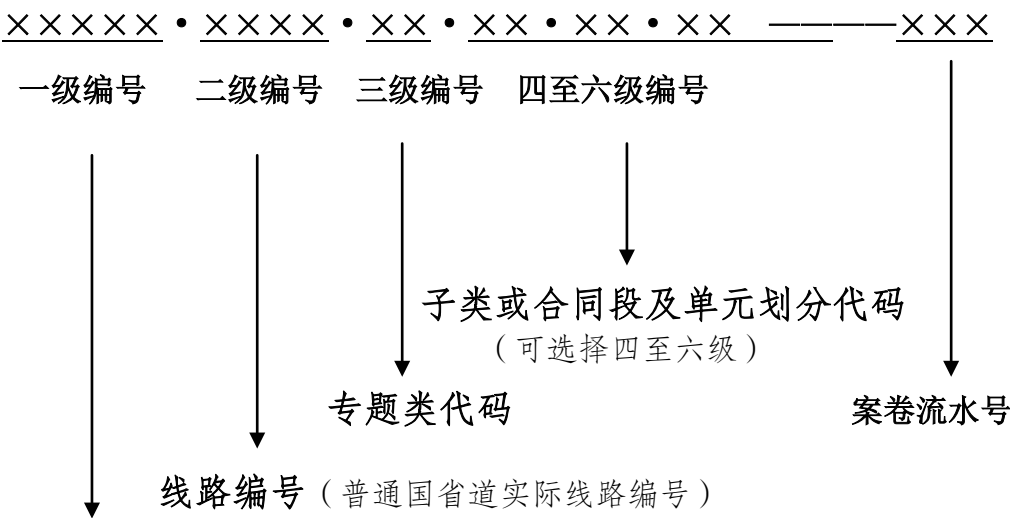 ×××××·××××·××·××·××·×× ————×××
一级编号 二级编号 三级编号 四至六级编号
子类或合同段及单元划分代码
（可选择四至六级）
专题类代码 案卷流水号
线路编号（普通国省道实际线路编号）